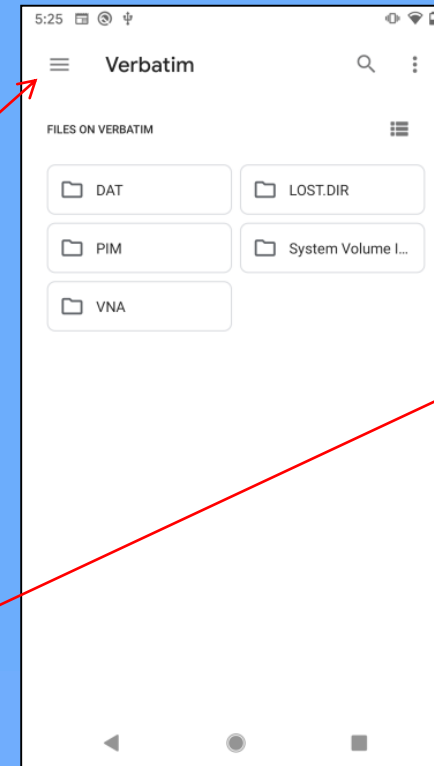 5:25
Verbatim
FILES ON VERBATIM
DAT
LOST.DIR
PIM
System Volume I...
VNA